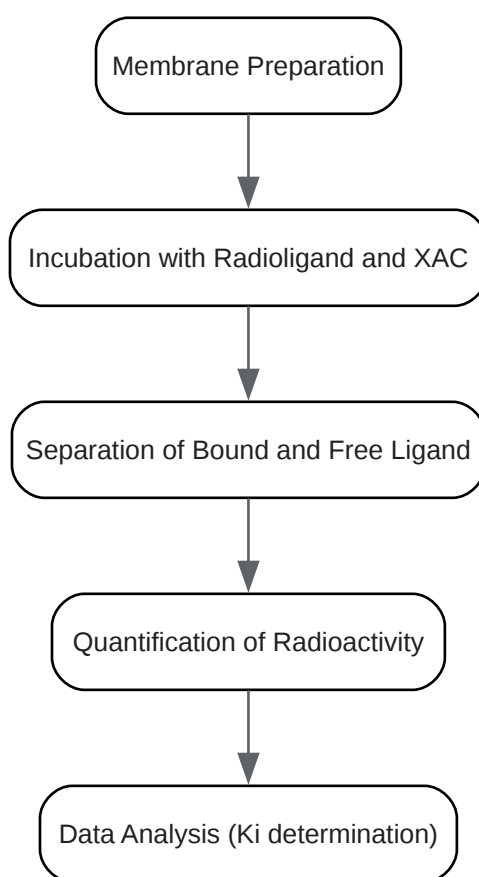 Membrane Preparation
Incubation with Radioligand and XAC
Separation of Bound and Free Ligand
Quantification of Radioactivity
Data Analysis (Ki determination)